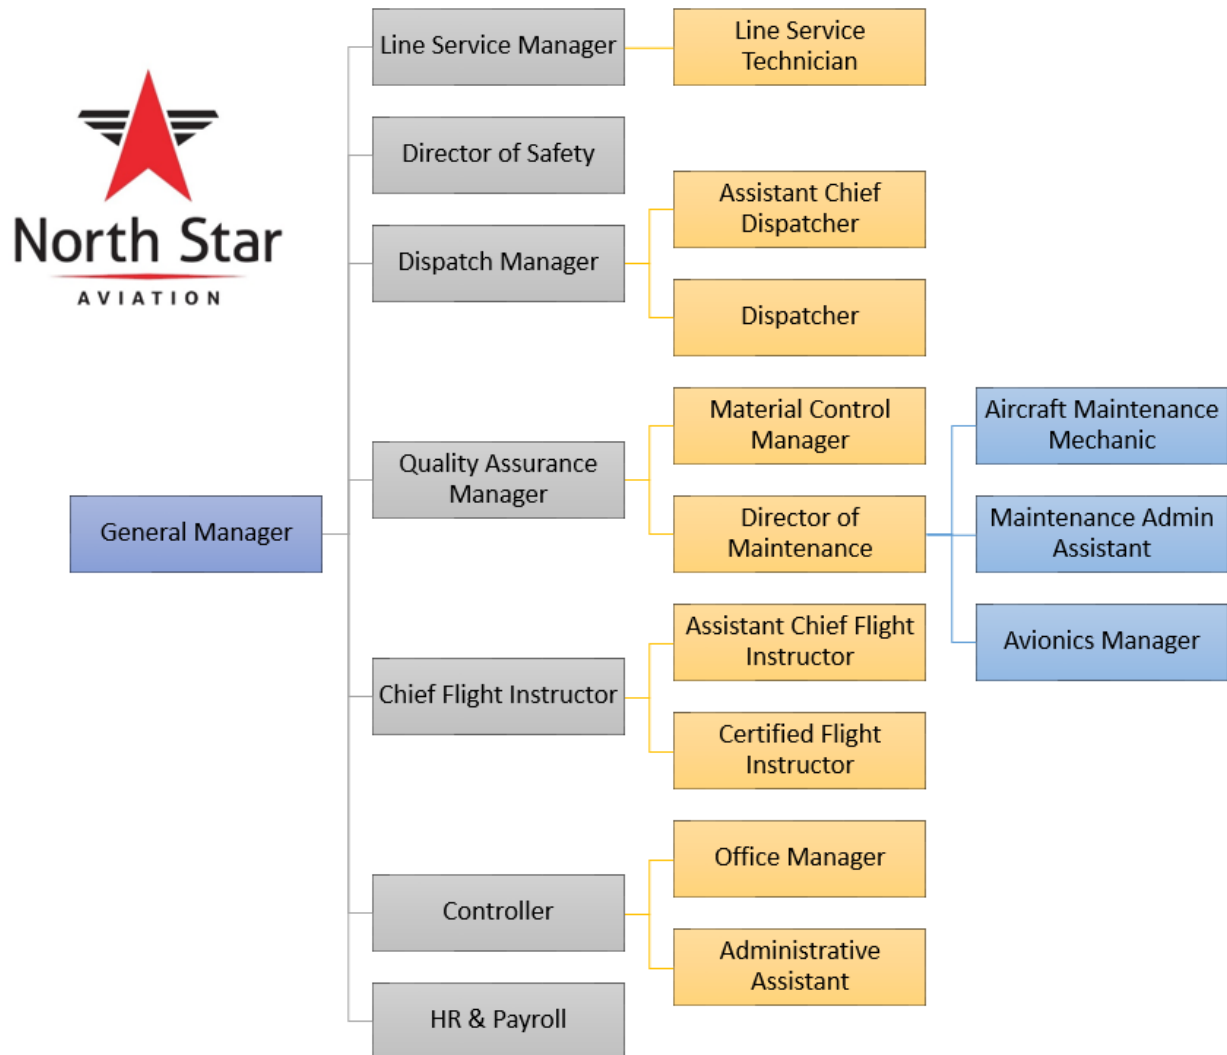 North Star
AVIATION
General Manager
Line Service Manager
Line Service
Technician
Director of Safety
Dispatch Manager
Assistant Chief
Dispatcher
Dispatcher
Quality Assurance
Manager
Material Control
Manager
Director of
Maintenance
Aircraft Maintenance
Mechanic
Maintenance Admin
Assistant
Avionics Manager
Chief Flight Instructor
Assistant Chief Flight
Instructor
Certified Flight
Instructor
Controller
Office Manager
Administrative
Assistant
HR & Payroll